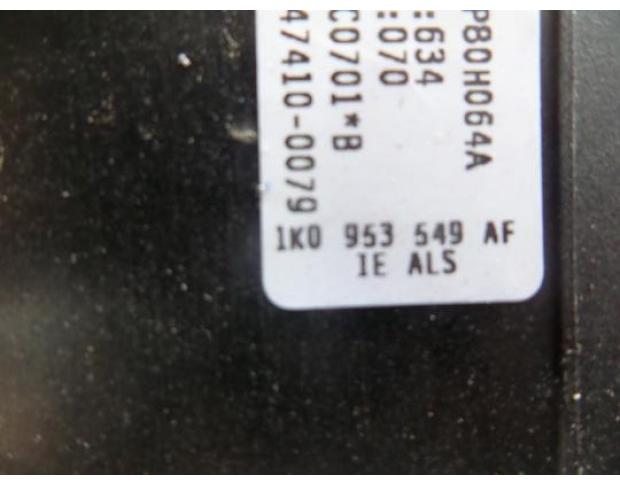 P80H064A
:634
:070
C0701*B
47410-0079
1K0 953 549 AF
IE ALS